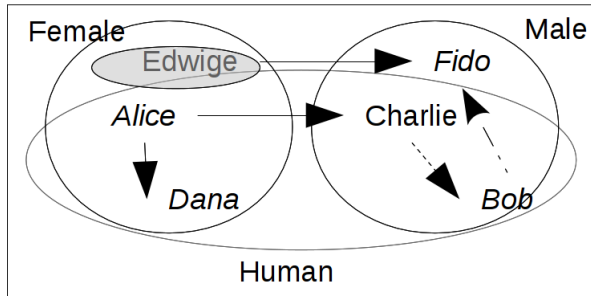 Female
Male
Edwige
Fido
Alice
Charlie
Dana
Bob
Human